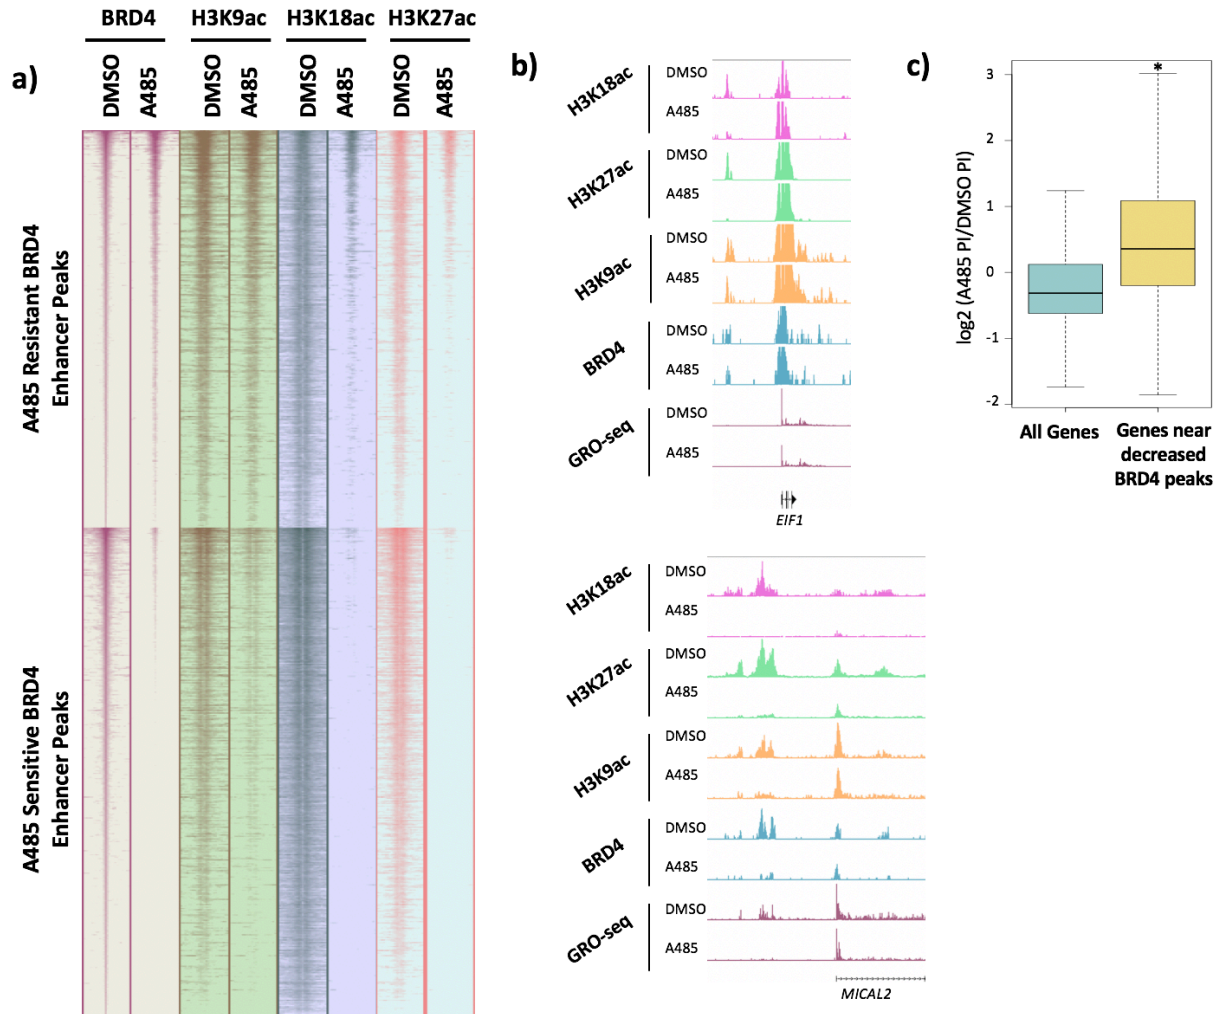 a)
BRD4 H3K9ac H3K18ac H3K27ac
DMSO A485 DMSO A485 DMSO A485 DMSO A485
A485 Resistant BRD4
Enhancer Peaks
A485 Sensitive BRD4
Enhancer Peaks
b)
H3K18ac
DMSO
A485
H3K27ac
DMSO
A485
H3K9ac
DMSO
A485
BRD4
DMSO
A485
GRO-seq
DMSO
A485
EIF1
H3K18ac
DMSO
A485
H3K27ac
DMSO
A485
H3K9ac
DMSO
A485
BRD4
DMSO
A485
GRO-seq
DMSO
A485
MICAL2
c)
log2 (A485 PI/DMSO PI)
3
2
1
0
-1
-2
*
All Genes
Genes near
decreased
BRD4 peaks